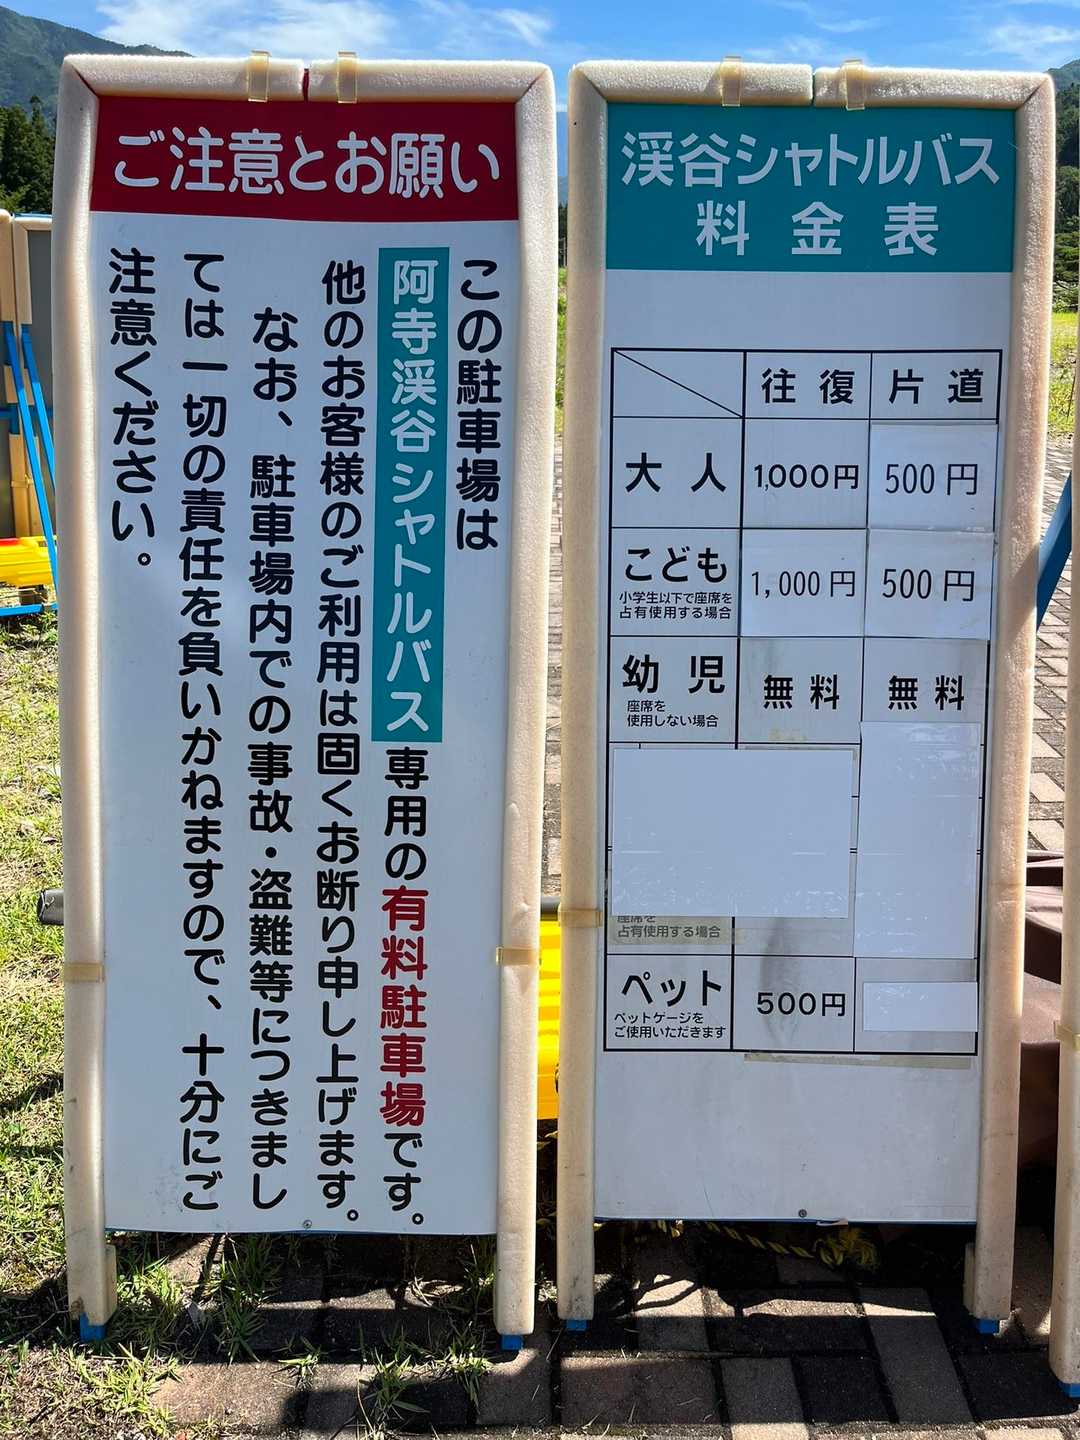 ご注意とお願い
この駐車場は
阿寺渓谷シャトルバス専用の有料駐車場です。
他のお客様のご利用は固くお断り申し上げます。
なお、駐車場内での事故・盗難等につきまし
ては一切の責任を負いかねますので、十分にご
注意ください。
渓谷シャトルバス
料金表
往復 片道
大人 1,000円 500円
こども 1,000円 500円
小学生以下で座席を
占有使用する場合
幼児 無料 無料
座席を
使用しない場合
座席を
占有使用する場合
ペット 500円
ペットゲージを
ご使用いただきます